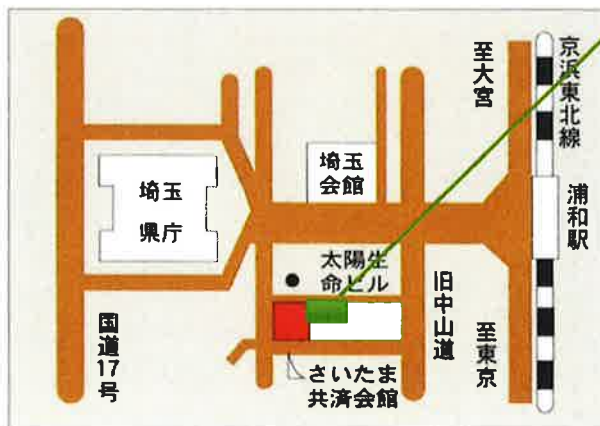 至大宮
京浜東北線
埼玉
会館
埼玉
県庁
浦和駅
太陽生
命ビル
旧中山道
国道17号
至東京
さいたま
共済会館